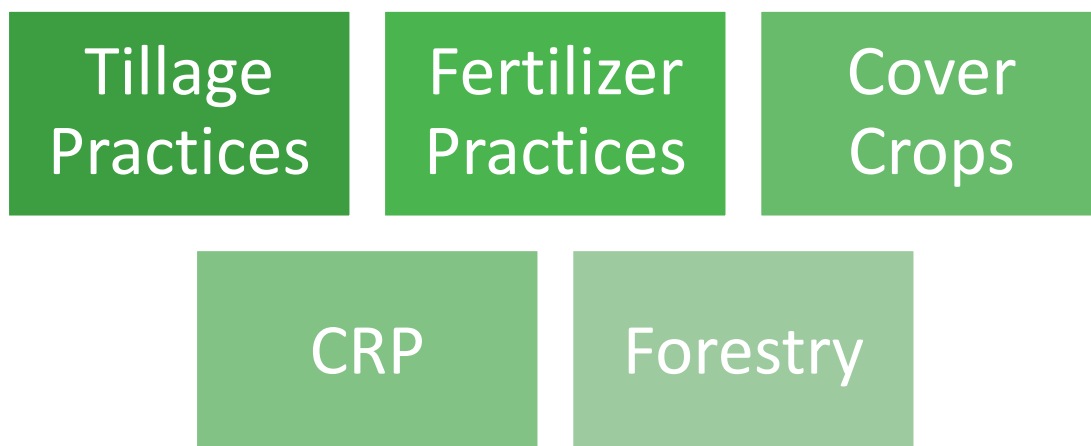 Tillage
Practices
Fertilizer
Practices
Cover
Crops
CRP
Forestry